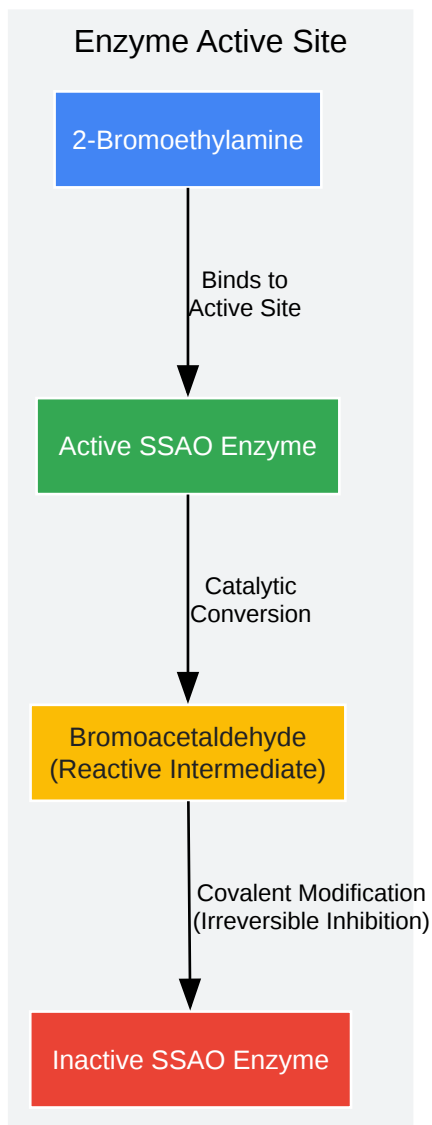 Enzyme Active Site
2-Bromoethylamine
Binds to
Active Site
Active SSAO Enzyme
Catalytic
Conversion
Bromoacetaldehyde
(Reactive Intermediate)
Covalent Modification
(Irreversible Inhibition)
Inactive SSAO Enzyme